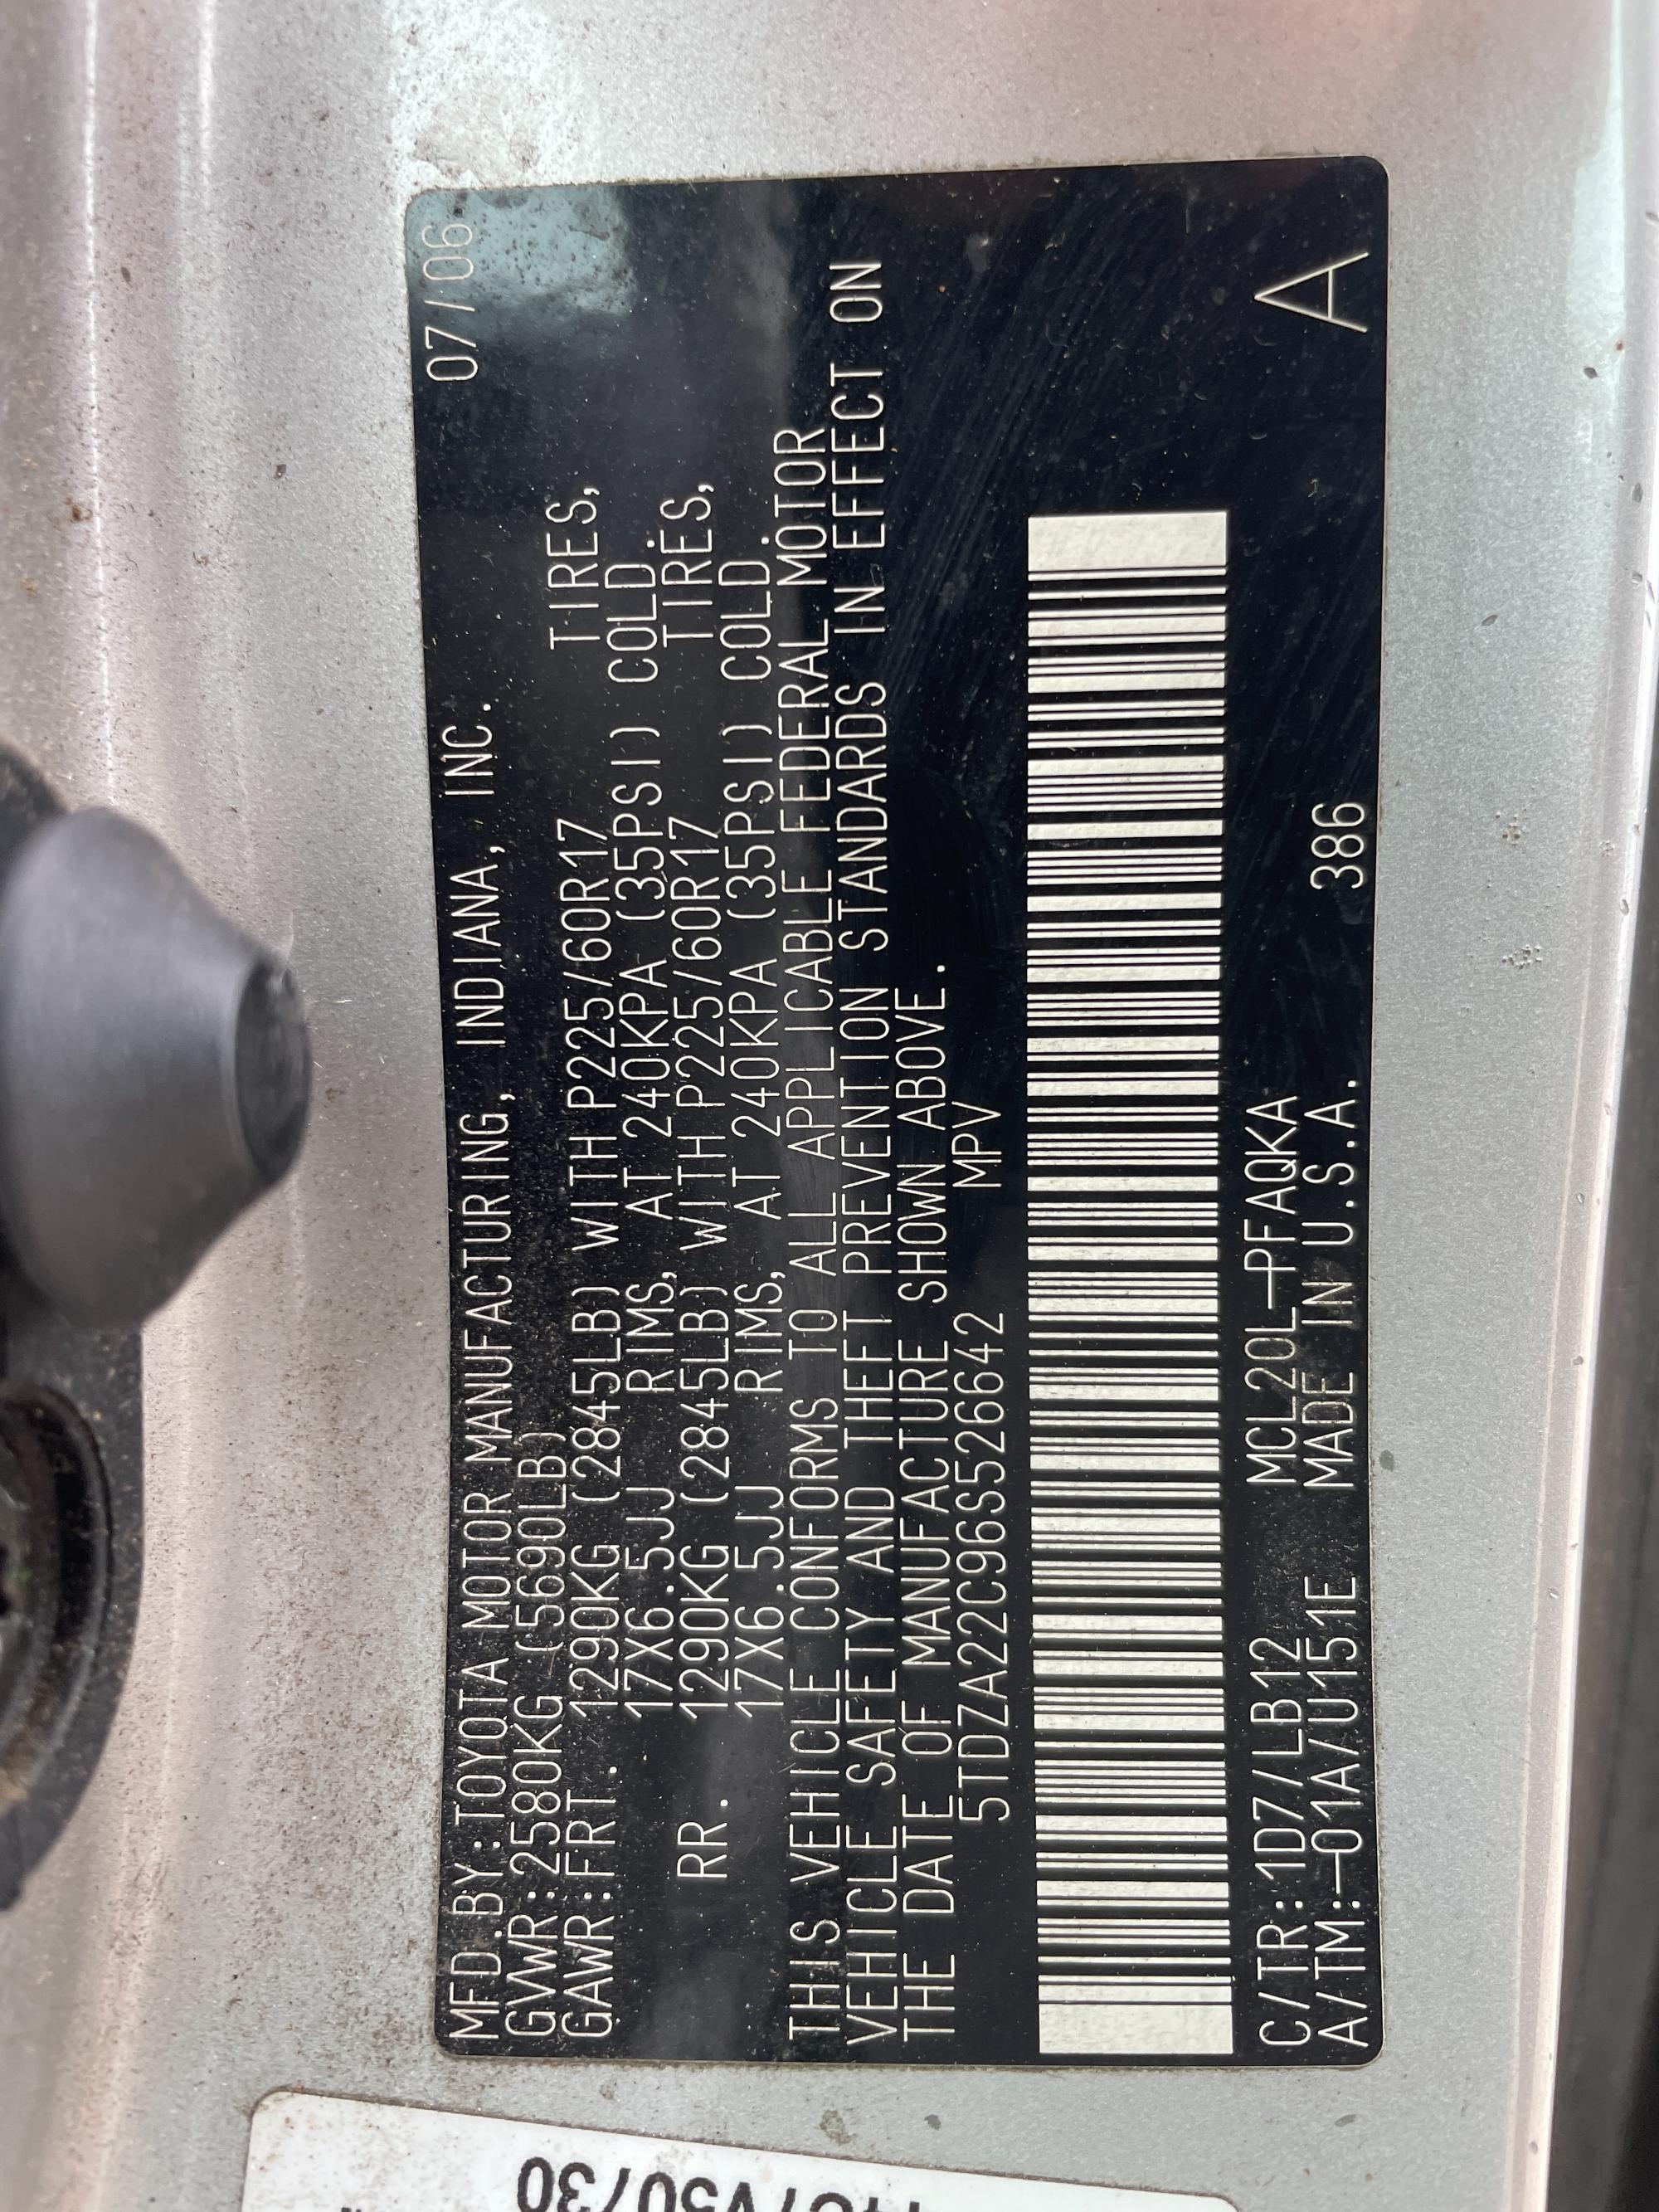 MFD.BY:TOYOTA MOTOR MANUFACTURING, INDIANA, INC. 07/06
GVWR:2580KG (5690LB)
GAWR:FRT. 1290KG (2845LB) WITH P225/60R17 TIRES,
17X6.5JJ RIMS, AT 240KPA (35PSI) COLD.
RR. 1290KG (2845LB) WITH P225/60R17 TIRES,
17X6.5JJ RIMS, AT 240KPA (35PSI) COLD.
THIS VEHICLE CONFORMS TO ALL APPLICABLE FEDERAL MOTOR
VEHICLE SAFETY AND THEFT PREVENTION STANDARDS IN EFFECT ON
THE DATE OF MANUFACTURE SHOWN ABOVE.
5TDZA22C96S526642 MPV
C/TR:1D7/LB12 MCL20L-PFAQKA
A/TM:-01A/U151E MADE IN U.S.A. 386 A